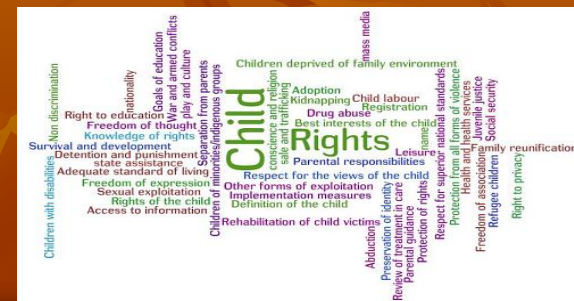 Non discrimination
Children with disabilities
Right to education
Freedom of thought
Knowledge of rights
Survival and development
Detention and punishment
state assistance
Adequate standard of living
Freedom of expression
Sexual exploitation
Rights of the child
Access to information
nationality
Goals of education
War and armed conflicts
play and culture
Separation from parents
Children of minorities/indigenous groups
Child
Rights
conscience and religion
sale and trafficking
Children deprived of family environment
mass media
Adoption
Kidnapping
Child labour
Registration
Drug abuse
Best interests of the child
name
Leisure
Parental responsibilities
Respect for the views of the child
Other forms of exploitation
Implementation measures
Definition of the child
Rehabilitation of child victims
Abduction
Preservation of identity
Review of treatment in care
Parental guidance
Protection of rights
Respect for superior national standards
Protection from all forms of violence
Health and health services
Juvenile justice
Social security
Family reunification
Freedom of association
Refugee children
Right to privacy